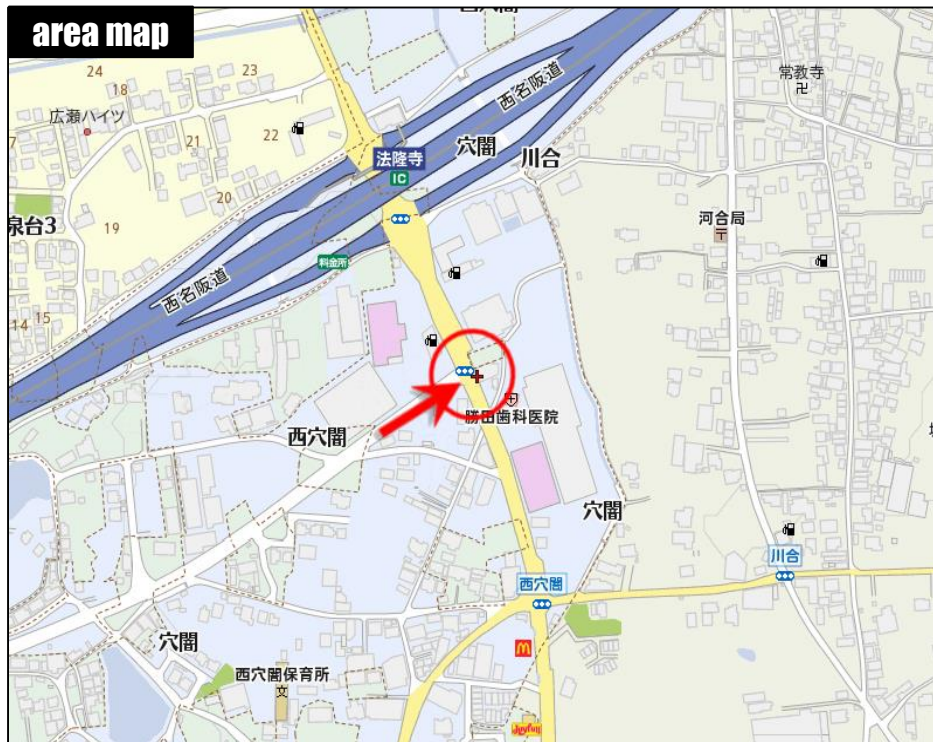 area map
24
23
18
広瀬ハイツ
21
22
20
19
泉台3
14
15
西名阪道
西名阪道
穴闇
川合
法隆寺
IC
料金所
常教寺
河合局
勝田歯科医院
西穴闇
穴闇
川合
西穴闇
穴闇
西穴闇保育所